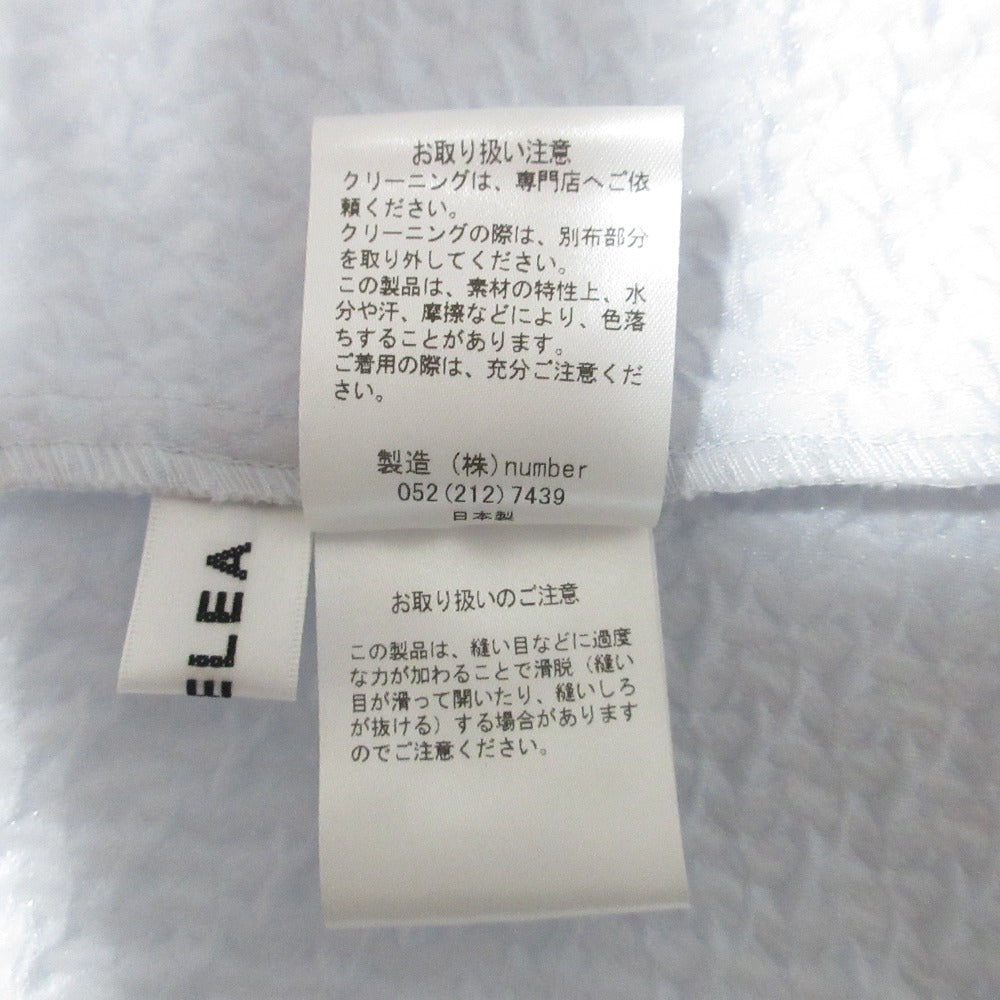 お取り扱い注意
クリーニングは、専門店へご依
頼ください。
クリーニングの際は、別布部分
を取り外してください。
この製品は、素材の特性上、水
分や汗、摩擦などにより、色落
ちすることがあります。
ご着用の際は、充分ご注意くだ
さい。
製造 (株)number
052(212)7439
日本製
ELEA
お取り扱いのご注意
この製品は、縫い目などに過度
な力が加わることで滑脱（縫い
目が滑って開いたり、縫いしろ
が抜ける）する場合があります
のでご注意ください。